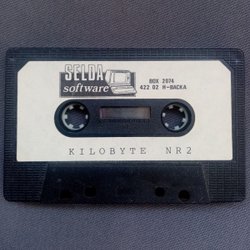 SELDA
software
BOX 2074
422 02 H-BACKA
KILOBYTE NR2